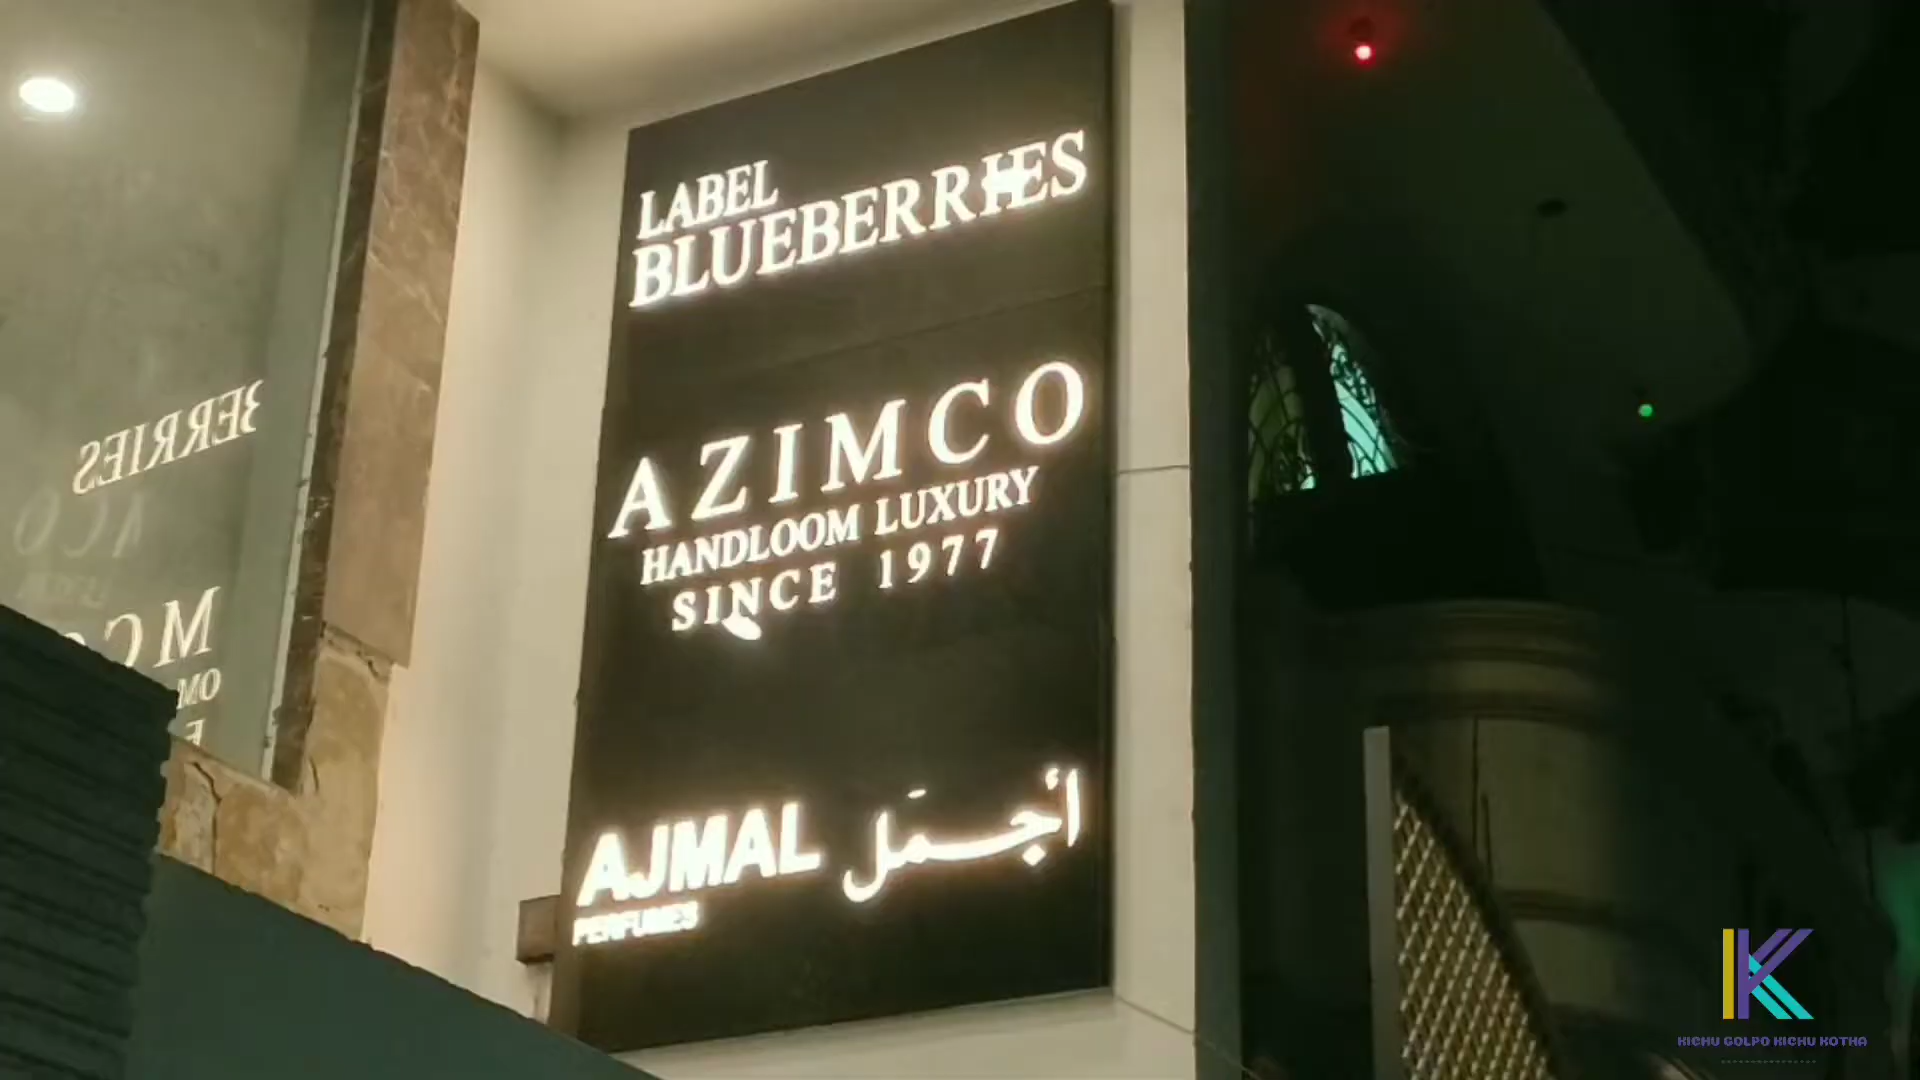 LABEL
BLUEBERRIES
AZIMCO
HANDLOOM LUXURY
SINCE 1977
AJMAL أجمل
PERFUMES
BERRIES
KICHU GOLPO KICHU KOTHA